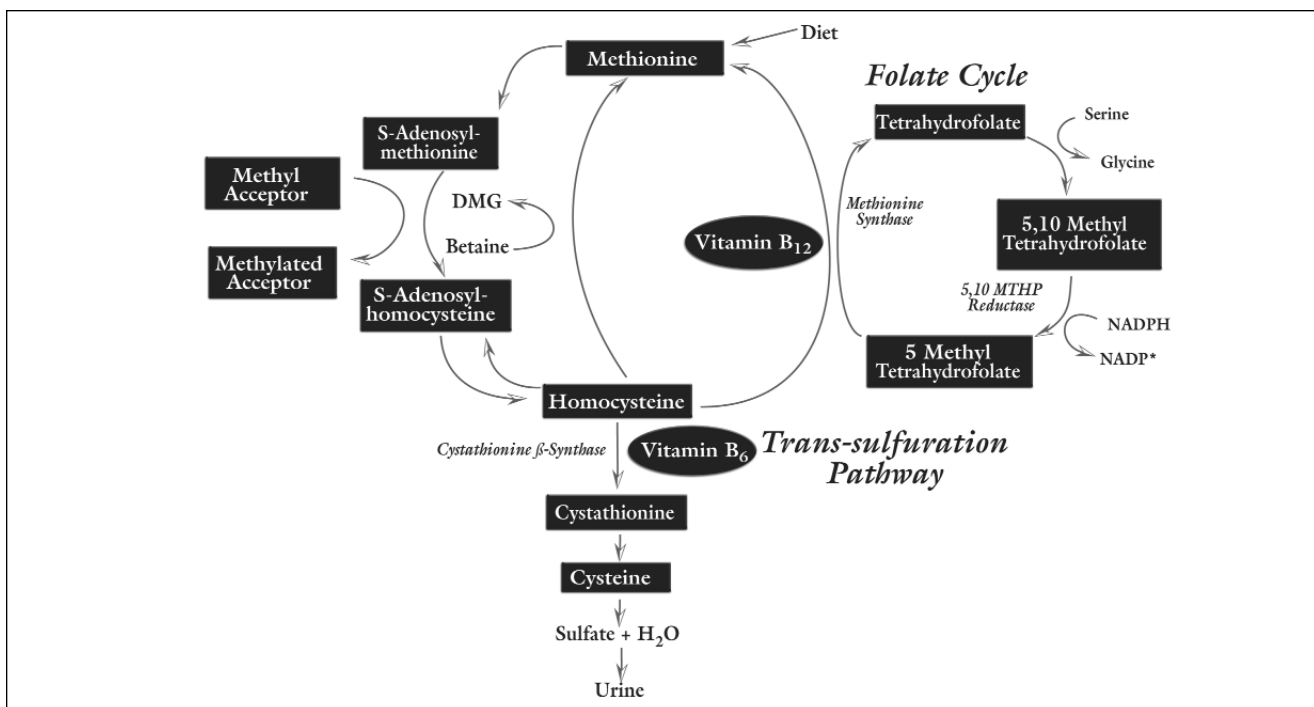 Diet
Methionine
Folate Cycle
Tetrahydrofolate
Serine
Glycine
S-Adenosyl-
methionine
Methyl
Acceptor
DMG
Betaine
Methionine
Synthase
Vitamin B12
5,10 Methyl
Tetrahydrofolate
Methylated
Acceptor
S-Adenosyl-
homocysteine
5,10 MTHP
Reductase
NADPH
NADP*
5 Methyl
Tetrahydrofolate
Homocysteine
Cystathionine ß-Synthase
Vitamin B6
Trans-sulfuration
Pathway
Cystathionine
Cysteine
Sulfate + H2O
Urine